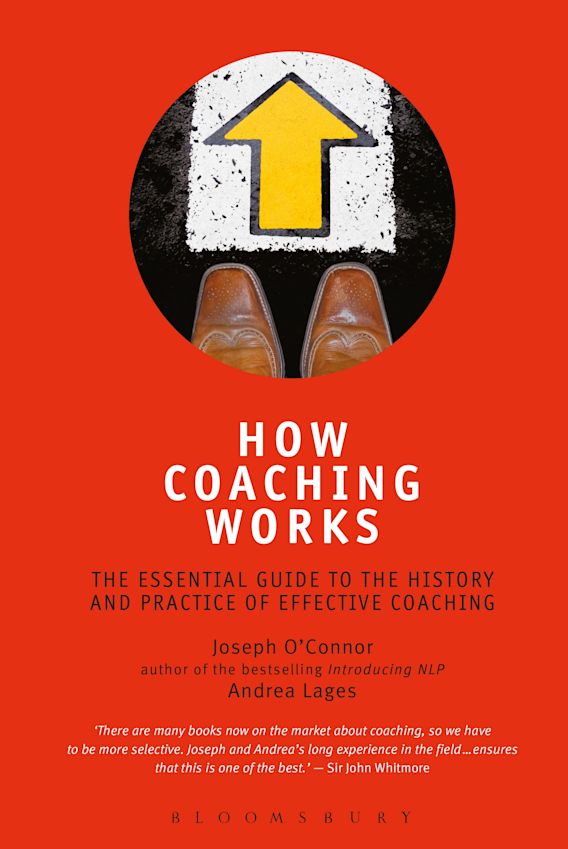 HOW
COACHING
WORKS
THE ESSENTIAL GUIDE TO THE HISTORY
AND PRACTICE OF EFFECTIVE COACHING
Joseph O’Connor
author of the bestselling Introducing NLP
Andrea Lages
‘There are many books now on the market about coaching, so we have
to be more selective. Joseph and Andrea’s long experience in the field...ensures
that this is one of the best.’ — Sir John Whitmore
BLOOMSBURY